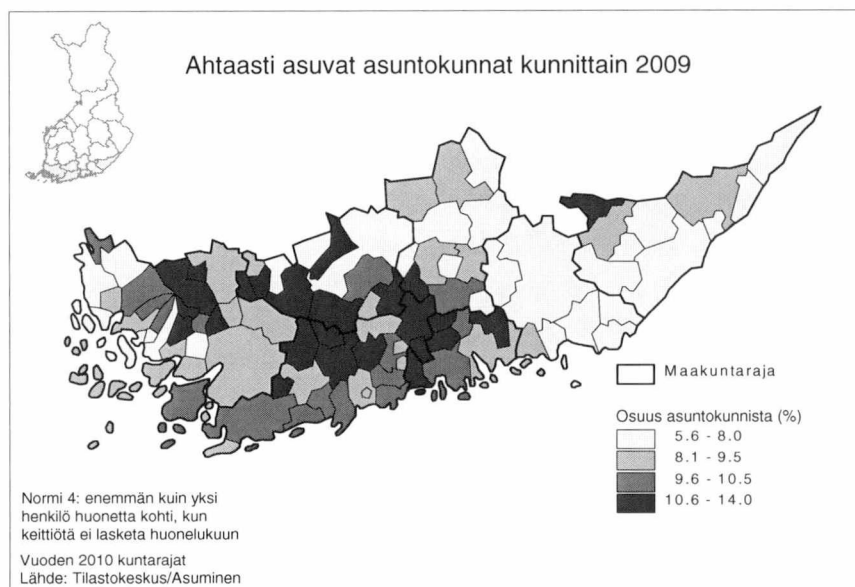 Ahtaasti asuvat asuntokunnat kunnittain 2009
Maakuntaraja
Osuus asuntokunnista (%)
5.6 - 8.0
8.1 - 9.5
9.6 - 10.5
10.6 - 14.0
Normi 4: enemmän kuin yksi
henkilö huonetta kohti, kun
keittiötä ei lasketa huonelukuun
Vuoden 2010 kuntarajat
Lähde: Tilastokeskus/Asuminen